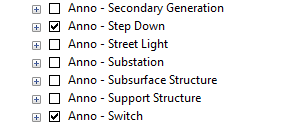 Anno - Secondary Generation
Anno - Step Down
Anno - Street Light
Anno - Substation
Anno - Subsurface Structure
Anno - Support Structure
Anno - Switch